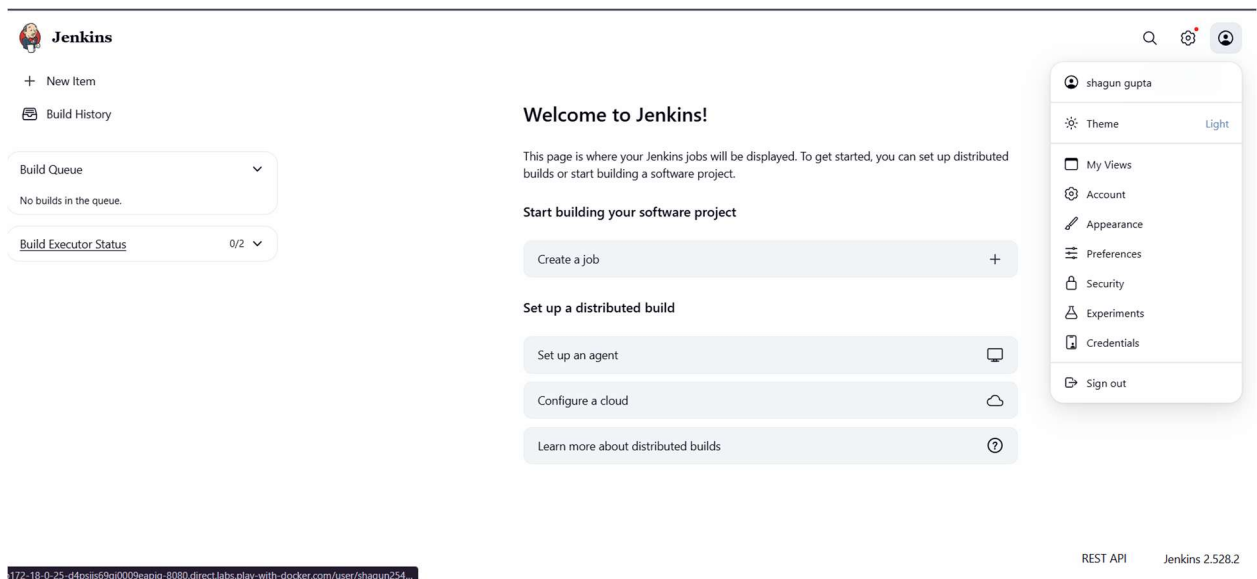 Jenkins
New Item
Build History
Build Queue
No builds in the queue.
Build Executor Status 0/2
Welcome to Jenkins!
This page is where your Jenkins jobs will be displayed. To get started, you can set up distributed
builds or start building a software project.
Start building your software project
Create a job
Set up a distributed build
Set up an agent
Configure a cloud
Learn more about distributed builds
shagun gupta
Theme Light
My Views
Account
Appearance
Preferences
Security
Experiments
Credentials
Sign out
REST API Jenkins 2.528.2